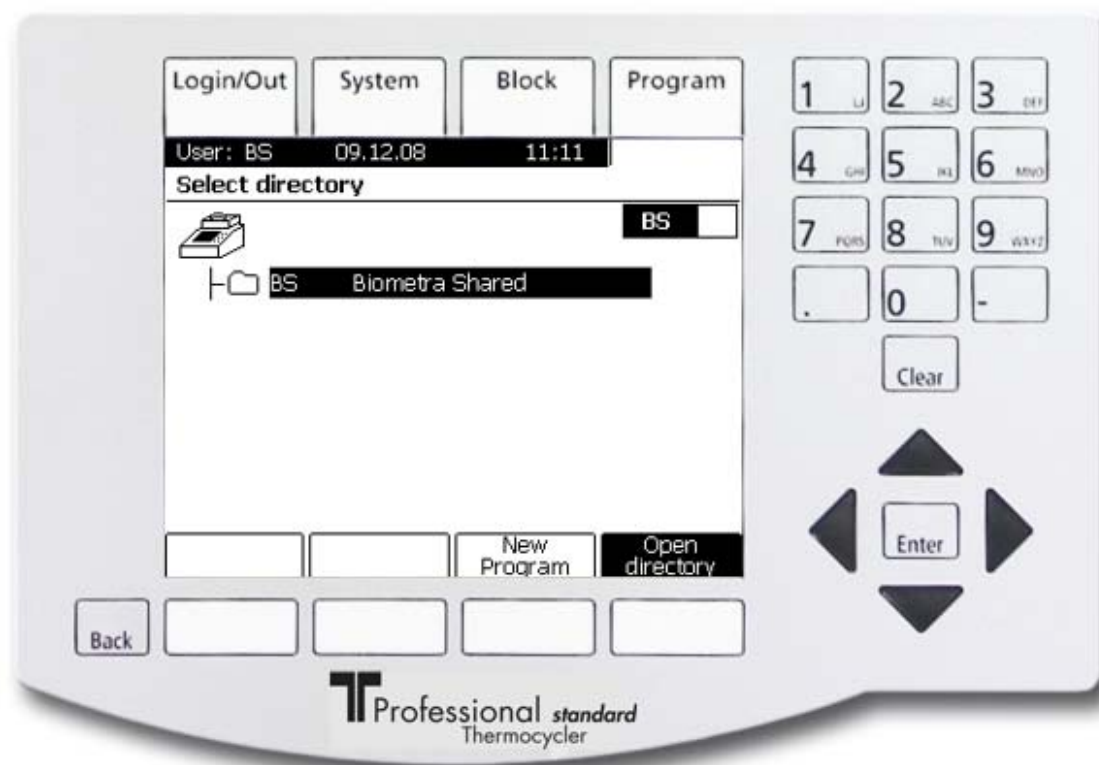 Login/Out System Block Program
User: BS 09.12.08 11:11
Select directory
BS
BS Biometra Shared
New Program
Open directory
Back
1
2 ABC
3 DEF
4 GHI
5 JKL
6 MNO
7 PQRS
8 TUV
9 WXYZ
.
0
-
Clear
Enter
TProfessional standard
Thermocycler